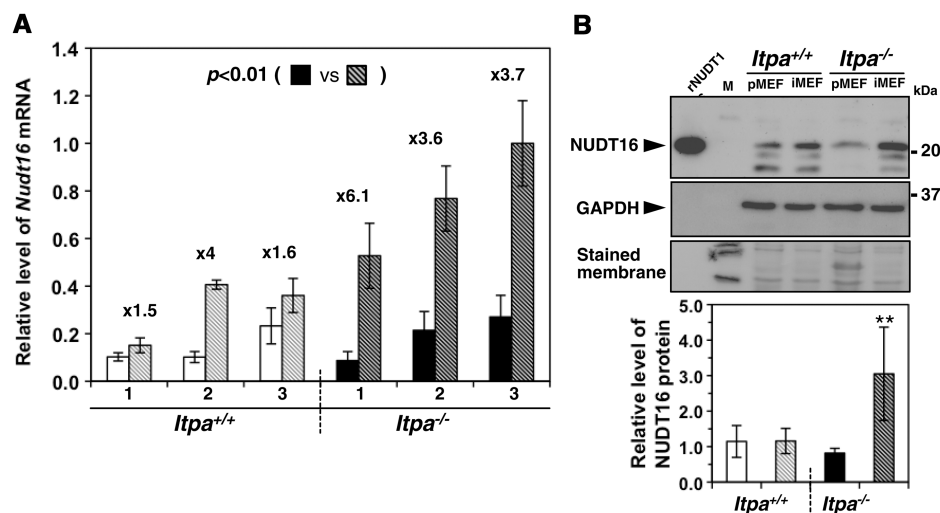 A
Relative level of Nudt16 mRNA
1.4
1.2
1.0
0.8
0.6
0.4
0.2
0.0
p<0.01 ( vs )
x1.5
x4
x1.6
x6.1
x3.6
x3.7
1 2 3 1 2 3
Itpa+/+ Itpa-/-
B
rNUDT1
M
Itpa+/+ Itpa-/-
pMEF iMEF pMEF iMEF
kDa
NUDT16
20
37
GAPDH
Stained
membrane
Relative level of
NUDT16 protein
5.0
4.0
3.0
2.0
1.0
0.0
**
Itpa+/+ Itpa-/-